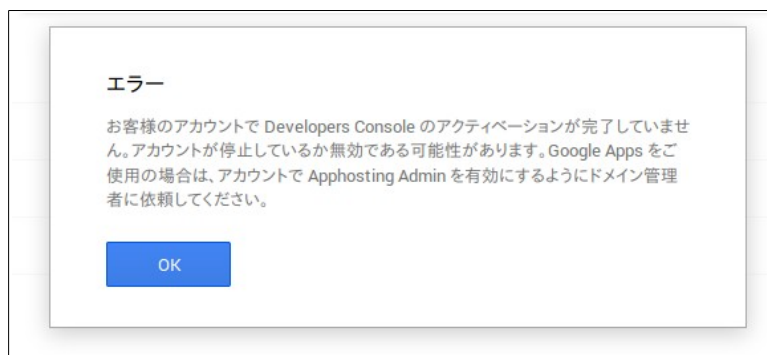 エラー
お客様のアカウントで Developers Console のアクティベーションが完了していませ
ん。アカウントが停止しているか無効である可能性があります。Google Apps をご
使用の場合は、アカウントで Apphosting Admin を有効にするようにドメイン管理
者に依頼してください。
OK